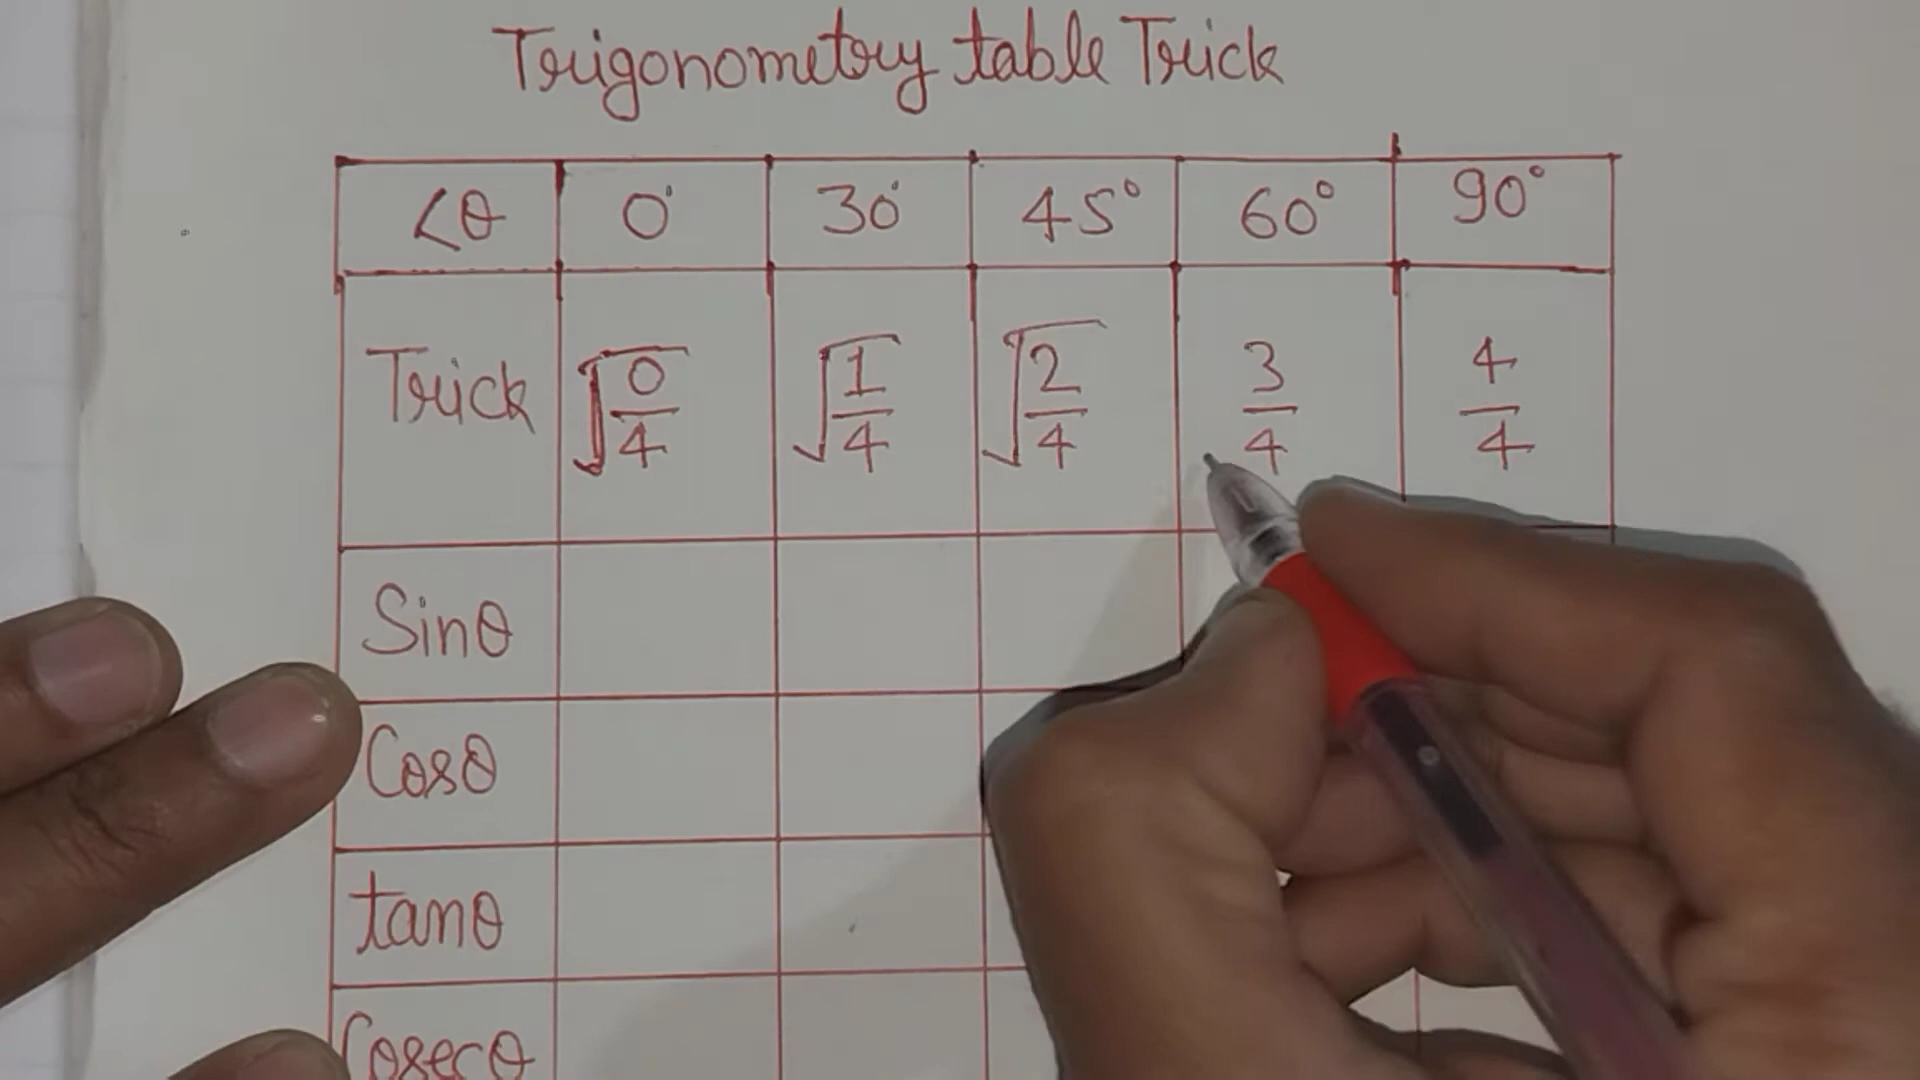 Trigonometry table Trick
<θ 0° 30° 45° 60° 90°
Trick √0/4 √1/4 √2/4 3/4 4/4
Sinθ
Cosθ
tanθ
Cosecθ